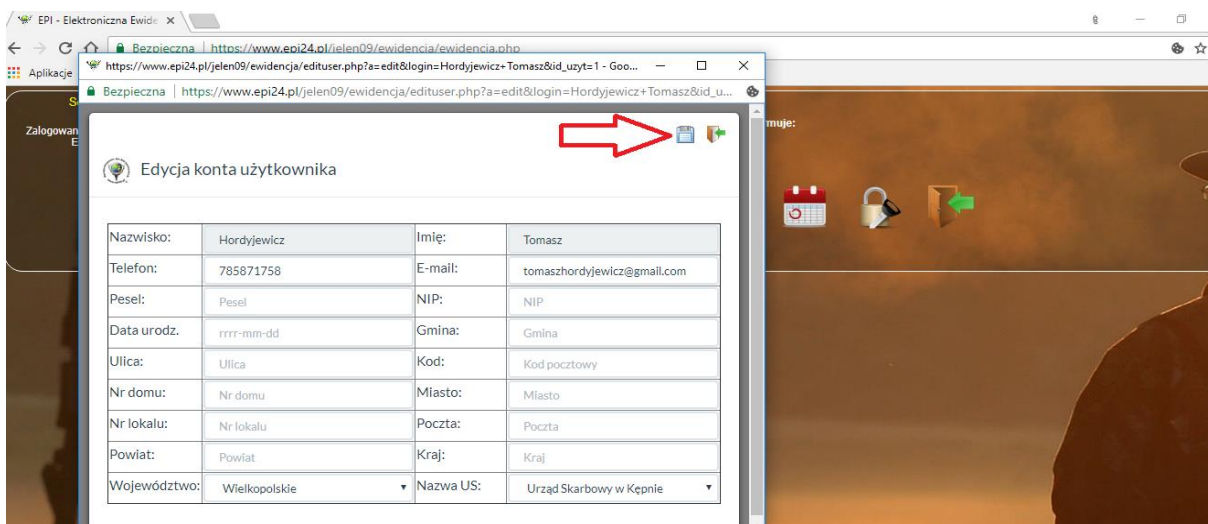 EPI - Elektroniczna Ewide
Bezpieczna https://www.epi24.pl/jelen09/ewidencja/ewidencja.php
Aplikacje
https://www.epi24.pl/jelen09/ewidencja/edituser.php?a=edit&login=Hordyjewicz+Tomasz&id_uzyt=1 - Goo...
Bezpieczna https://www.epi24.pl/jelen09/ewidencja/edituser.php?a=edit&login=Hordyjewicz+Tomasz&id_u...
Zalogowan
E
muje:
Edycja konta użytkownika
Nazwisko: Hordyjewicz Imię: Tomasz
Telefon: 785871758 E-mail: tomaszhordyjewicz@gmail.com
Pesel: Pesel NIP: NIP
Data urodz. rrrr-mm-dd Gmina: Gmina
Ulica: Ulica Kod: Kod pocztowy
Nr domu: Nr domu Miasto: Miasto
Nr lokalu: Nr lokalu Poczta: Poczta
Powiat: Powiat Kraj: Kraj
Województwo: Wielkopolskie Nazwa US: Urząd Skarbowy w Kępnie